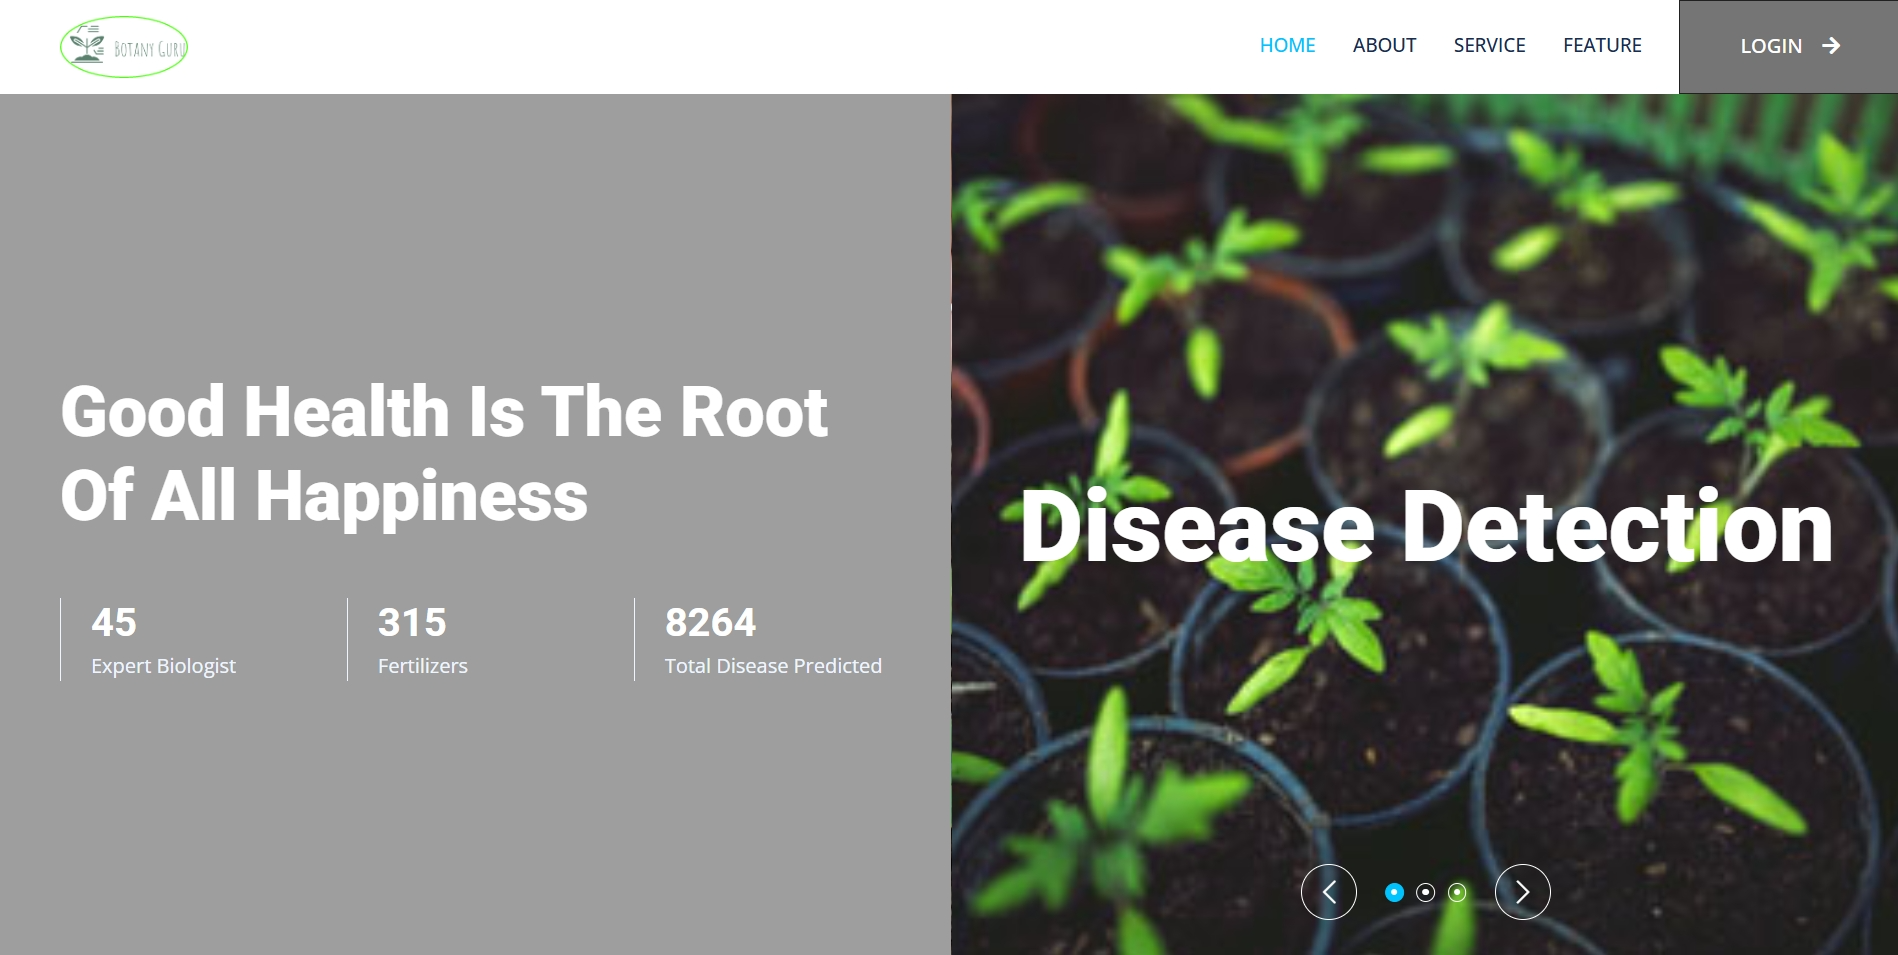 Botany Guru
HOME ABOUT SERVICE FEATURE LOGIN
Good Health Is The Root
Of All Happiness
45
Expert Biologist
315
Fertilizers
8264
Total Disease Predicted
Disease Detection